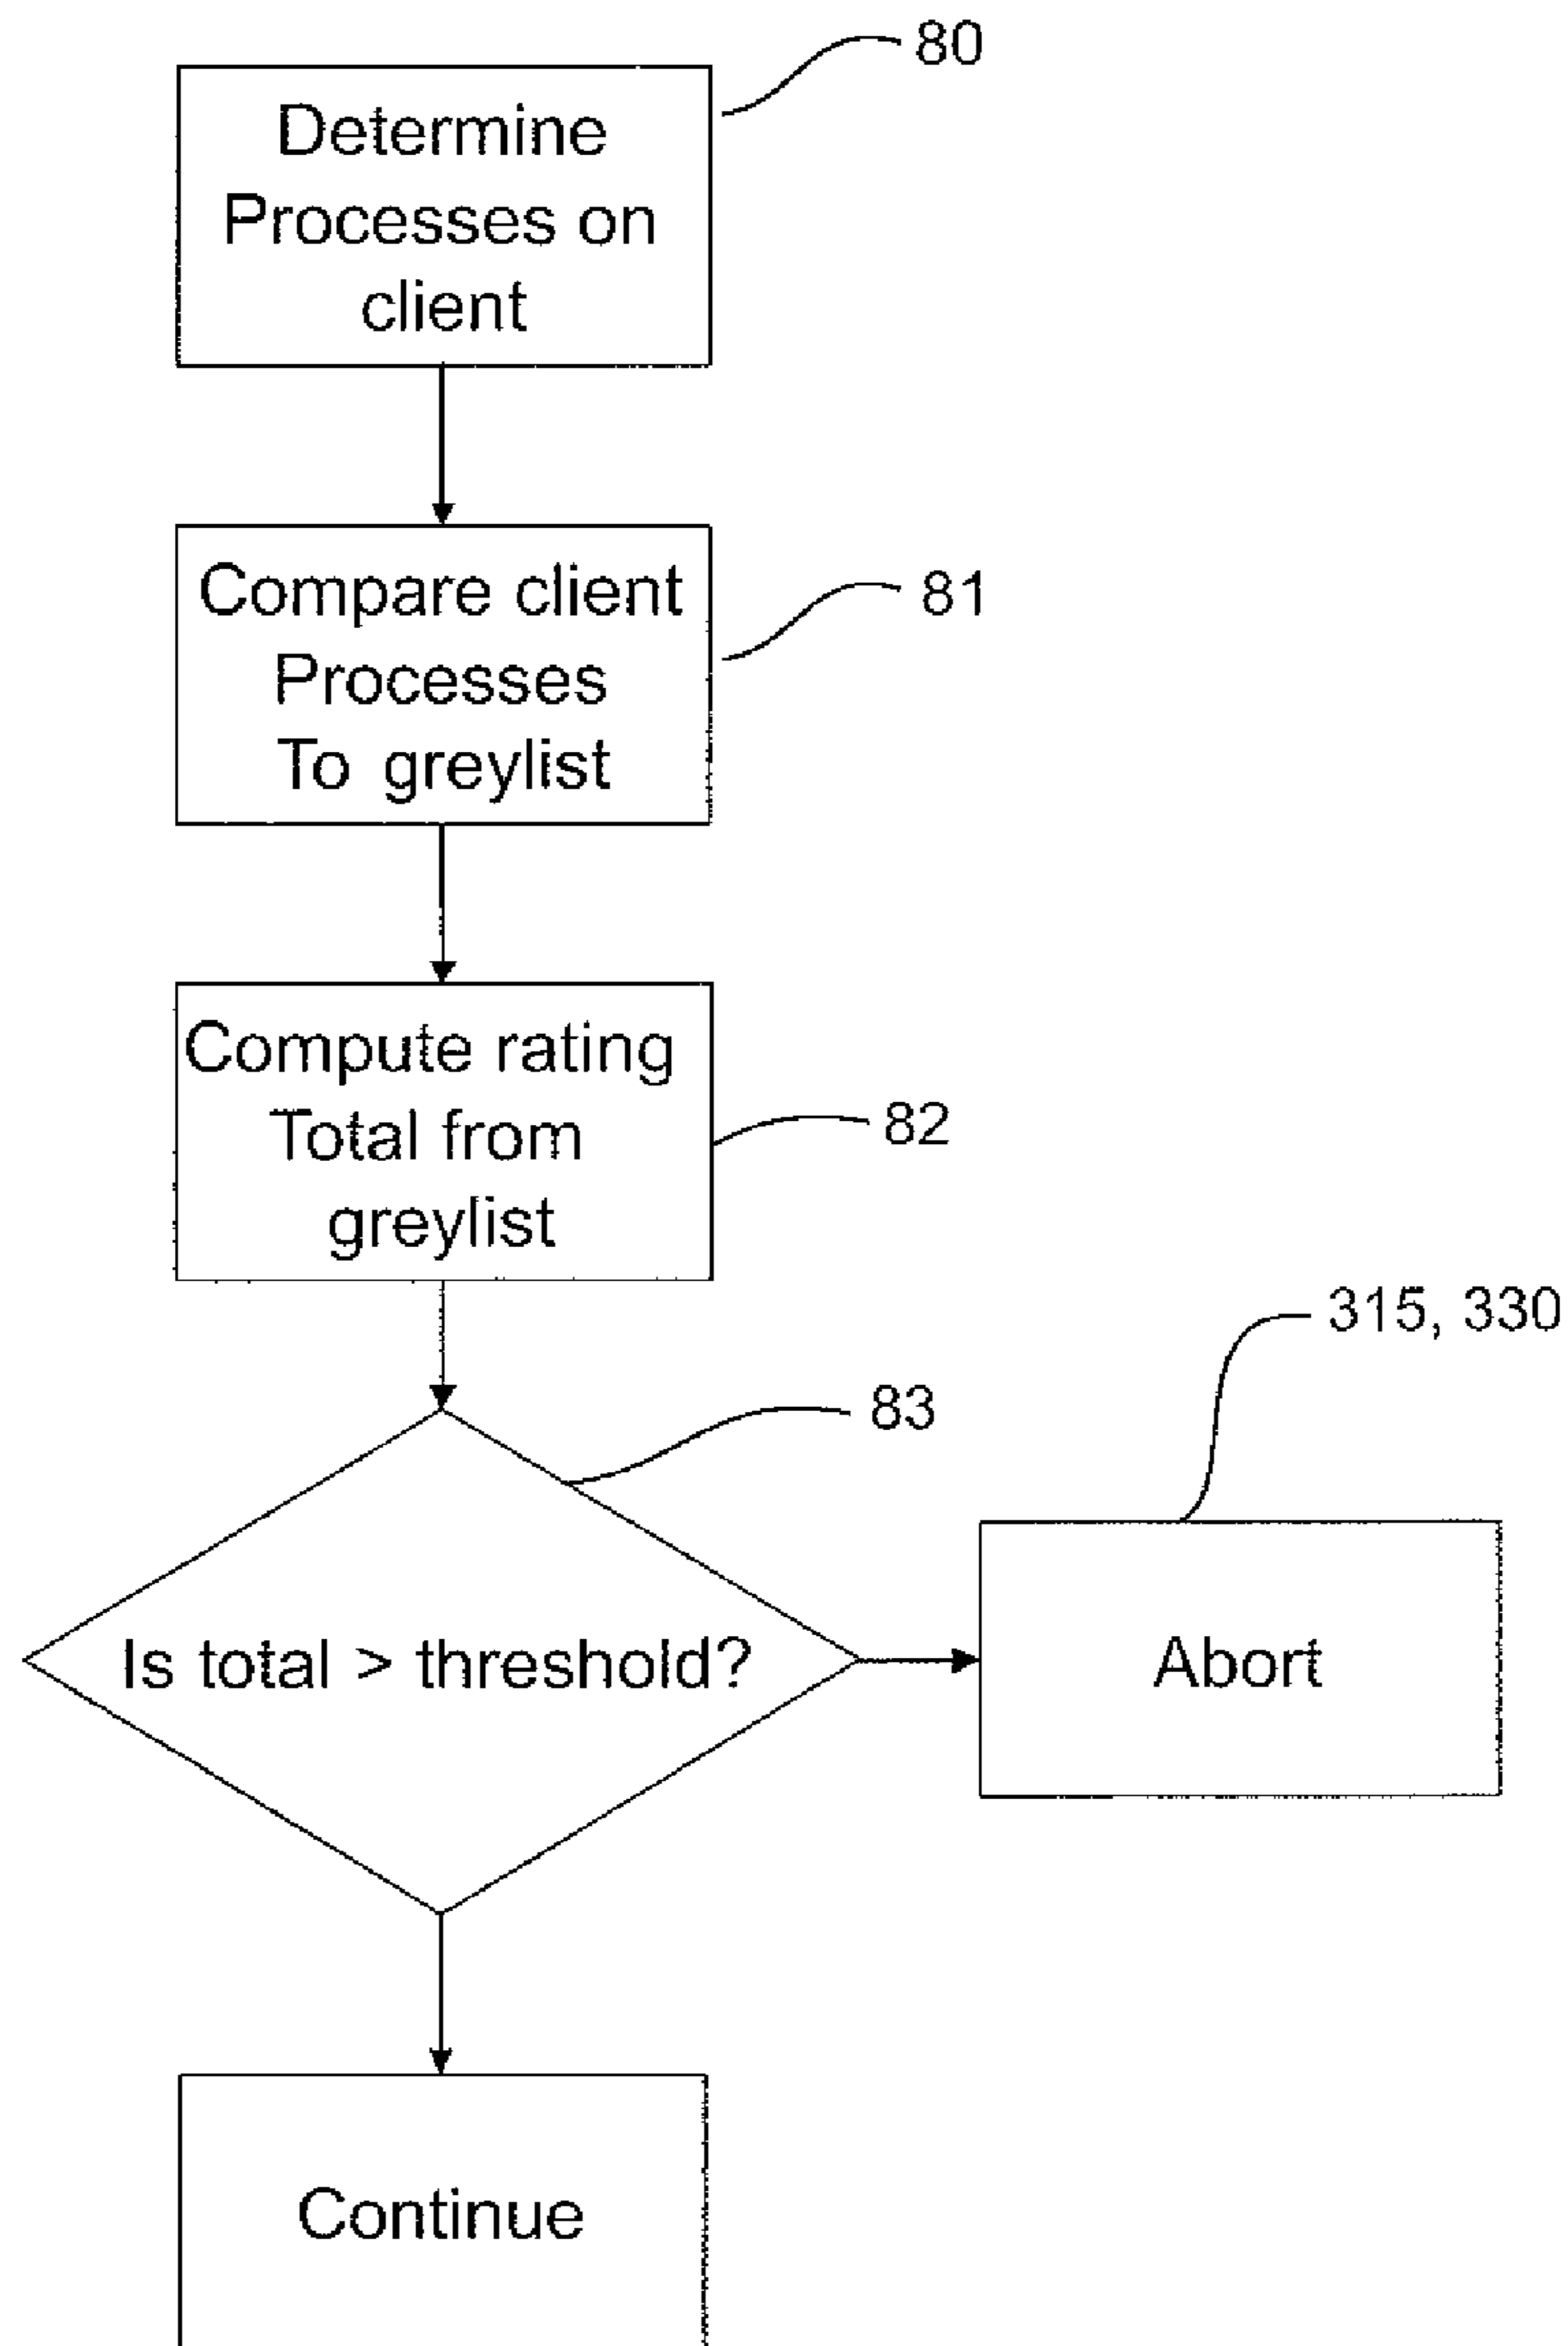 80
Determine
Processes on
client
Compare client
Processes
To greylist
81
Compute rating
Total from
greylist
82
315, 330
83
Is total > threshold?
Abort
Continue